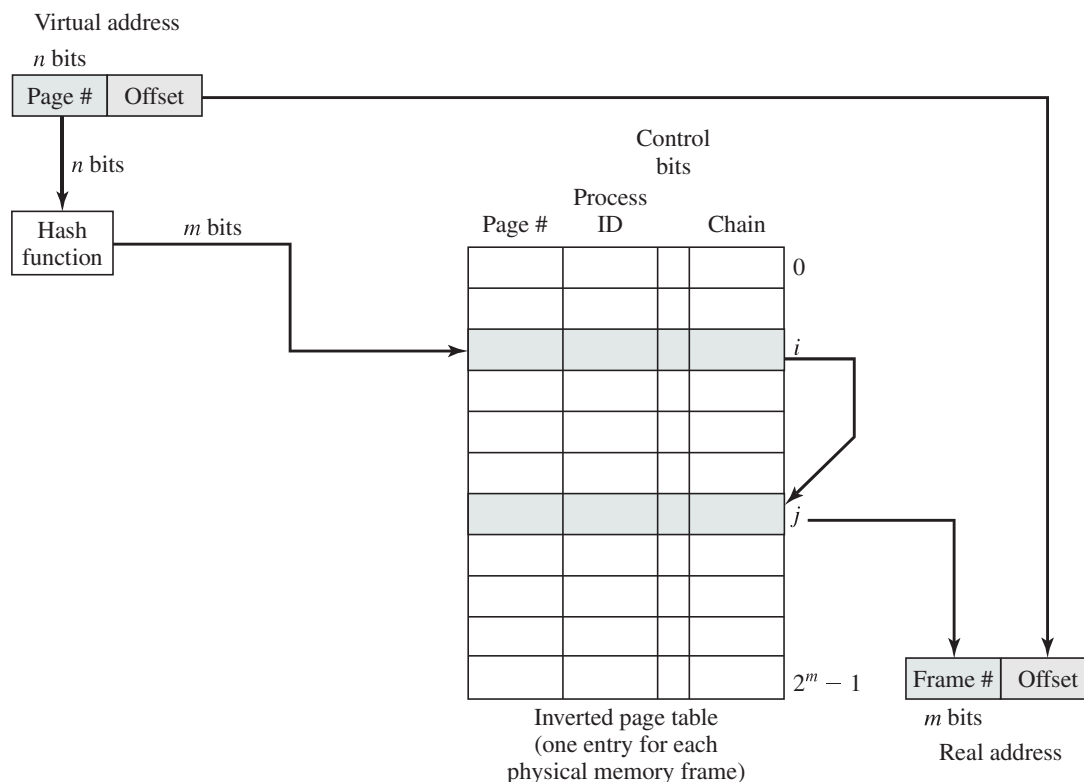 Virtual address
n bits
Page #
Offset
n bits
Hash
function
m bits
Control
bits
Process
ID
Page #
Chain
0
i
j
2^m − 1
Frame #
Offset
m bits
Real address
Inverted page table
(one entry for each
physical memory frame)